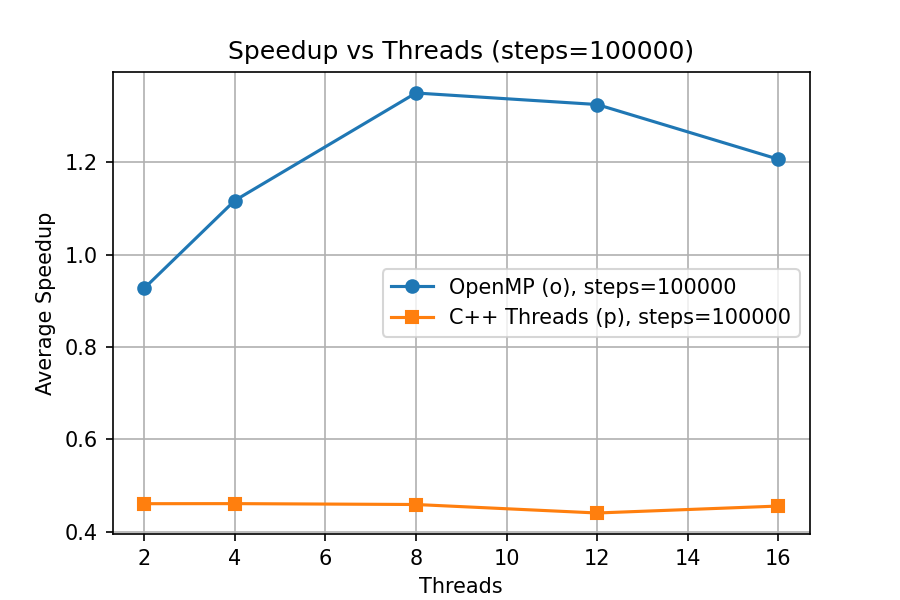 Speedup vs Threads (steps=100000)
1.2
1.0
0.8
0.6
0.4
Average Speedup
OpenMP (o), steps=100000
C++ Threads (p), steps=100000
2 4 6 8 10 12 14 16
Threads